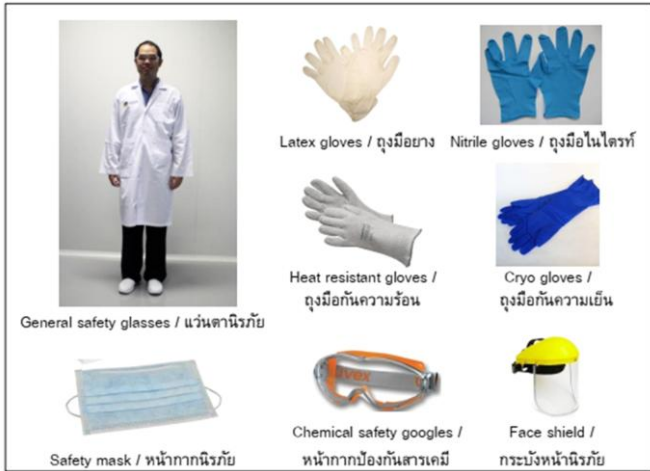 Latex gloves / ถุงมือยาง
Nitrile gloves / ถุงมือไนไตรท์
Heat resistant gloves /
ถุงมือกันความร้อน
Cryo gloves /
ถุงมือกันความเย็น
General safety glasses / แว่นตานิรภัย
uvex
Safety mask / หน้ากากนิรภัย
Chemical safety googles /
หน้ากากป้องกันสารเคมี
Face shield /
กระบังหน้านิรภัย